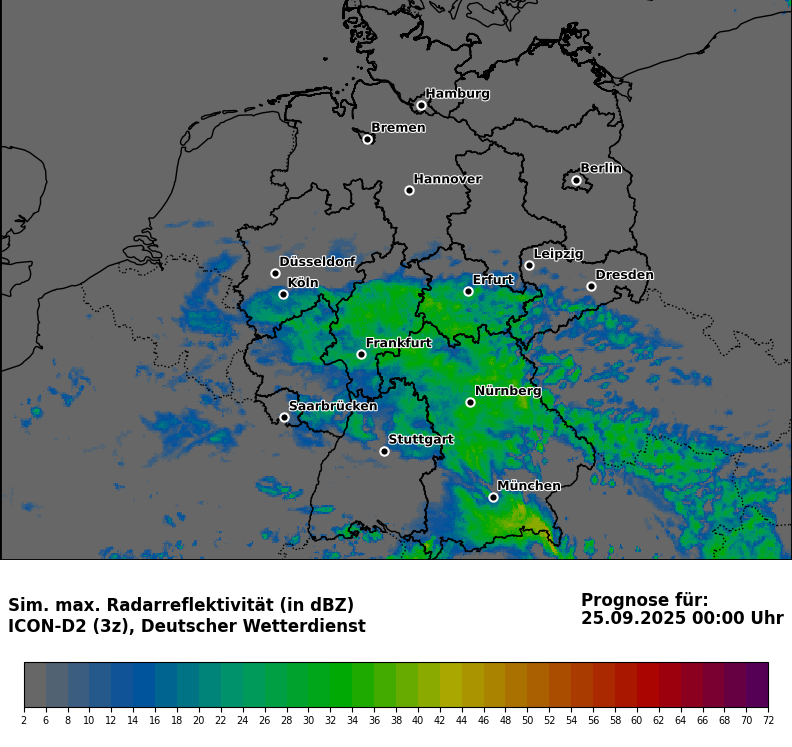 Hamburg
Bremen
Berlin
Hannover
Leipzig
Düsseldorf
Dresden
Köln
Erfurt
Frankfurt
Nürnberg
Saarbrücken
Stuttgart
München
Sim. max. Radarreflektivität (in dBZ)
ICON-D2 (3z), Deutscher Wetterdienst
Prognose für:
25.09.2025 00:00 Uhr
2 6 8 10 12 14 16 18 20 22 24 26 28 30 32 34 36 38 40 42 44 46 48 50 52 54 56 58 60 62 64 66 68 70 72